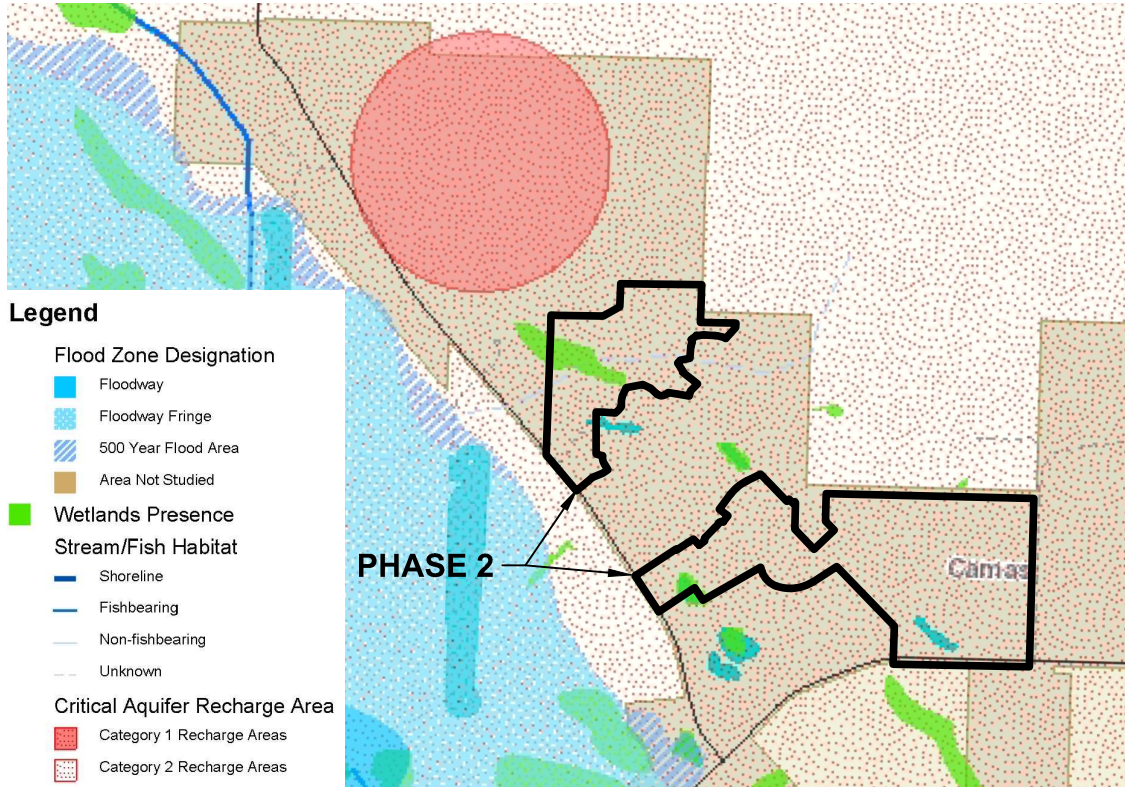 Legend
Flood Zone Designation
Floodway
Floodway Fringe
500 Year Flood Area
Area Not Studied
Wetlands Presence
Stream/Fish Habitat
Shoreline
Fishbearing
Non-fishbearing
Unknown
Critical Aquifer Recharge Area
Category 1 Recharge Areas
Category 2 Recharge Areas
PHASE 2
Camas